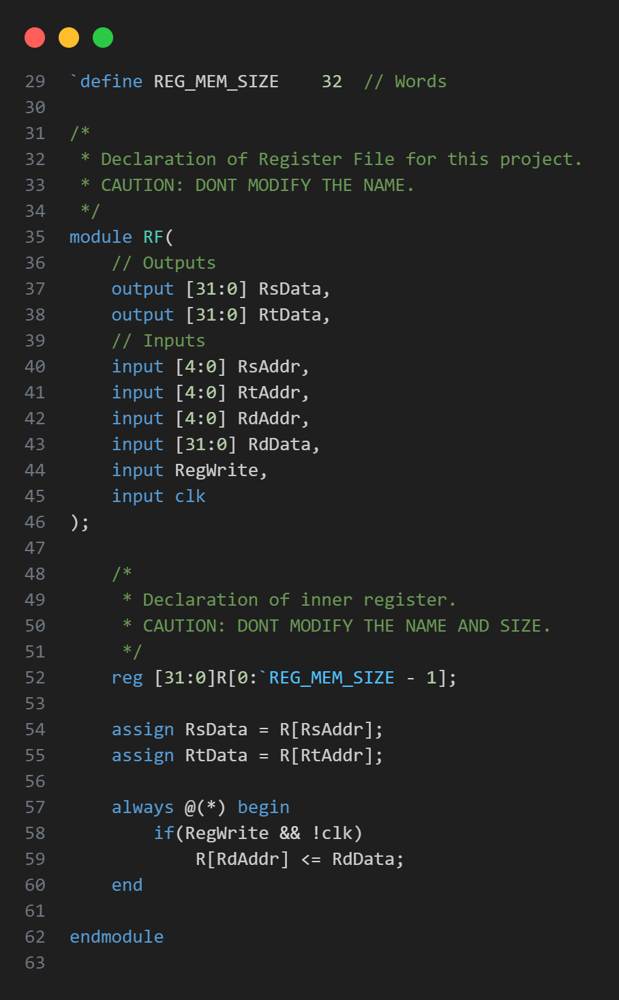 29 `define REG_MEM_SIZE    32  // Words
30
31 /*
32  * Declaration of Register File for this project.
33  * CAUTION: DONT MODIFY THE NAME.
34  */
35 module RF(
36     // Outputs
37     output [31:0] RsData,
38     output [31:0] RtData,
39     // Inputs
40     input [4:0] RsAddr,
41     input [4:0] RtAddr,
42     input [4:0] RdAddr,
43     input [31:0] RdData,
44     input RegWrite,
45     input clk
46 );
47
48     /*
49      * Declaration of inner register.
50      * CAUTION: DONT MODIFY THE NAME AND SIZE.
51      */
52     reg [31:0]R[0:`REG_MEM_SIZE - 1];
53
54     assign RsData = R[RsAddr];
55     assign RtData = R[RtAddr];
56
57     always @(*) begin
58         if(RegWrite && !clk)
59             R[RdAddr] <= RdData;
60     end
61
62 endmodule
63